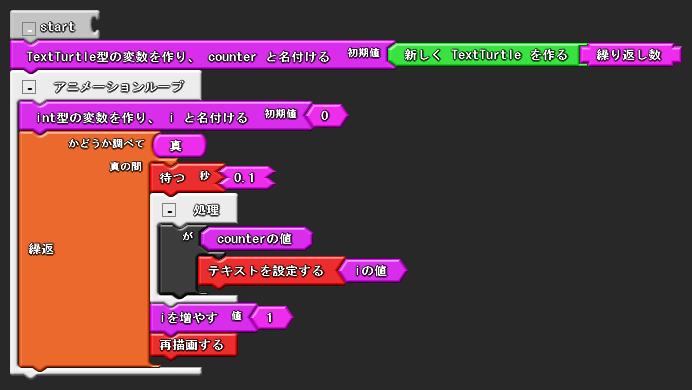 start
TextTurtle型の変数を作り、 counter と名付ける 初期値 新しく TextTurtle を作る 繰り返し数
アニメーションループ
int型の変数を作り、 i と名付ける 初期値 0
かどうか調べて 真
真の間
待つ 秒 0.1
処理
が counterの値
テキストを設定する iの値
繰返
iを増やす 値 1
再描画する